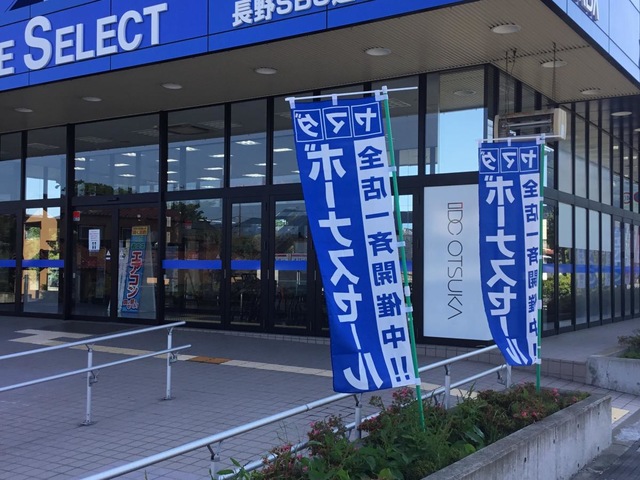 E SELECT
長野SBC通
IDC OTSUKA
エアコン
ヤマダ
ボーナスセール
全店一斉開催中!!
ヤマダ
ボーナスセール
全店一斉開催中!!